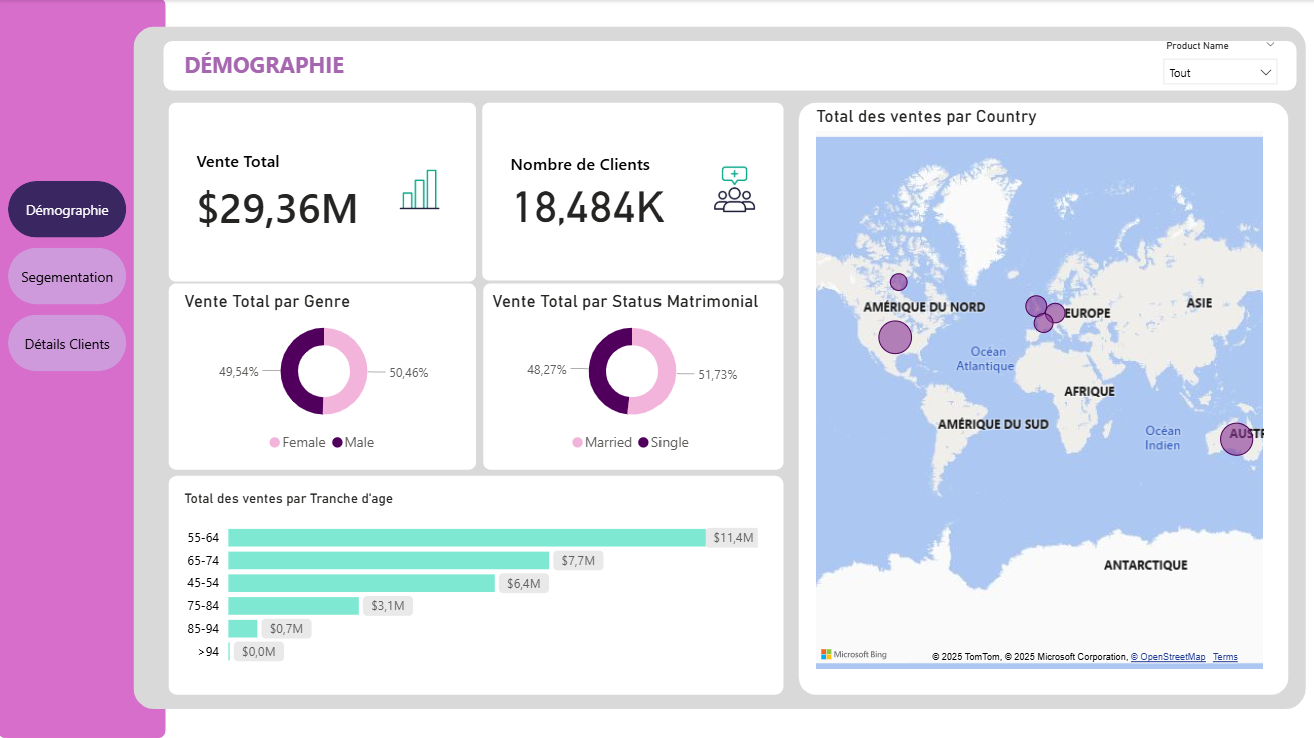 DÉMOGRAPHIE
Product Name
Tout
Démographie
Segementation
Détails Clients
Vente Total
$29,36M
Nombre de Clients
18,484K
Vente Total par Genre
49,54%
50,46%
Female Male
Vente Total par Status Matrimonial
48,27%
51,73%
Married Single
Total des ventes par Tranche d'age
55-64 $11,4M
65-74 $7,7M
45-54 $6,4M
75-84 $3,1M
85-94 $0,7M
>94 $0,0M
Total des ventes par Country
AMÉRIQUE DU NORD
EUROPE
ASIE
Océan
Atlantique
AFRIQUE
AMÉRIQUE DU SUD
Océan
Indien
AUSTR
ANTARCTIQUE
Microsoft Bing
© 2025 TomTom, © 2025 Microsoft Corporation, © OpenStreetMap Terms